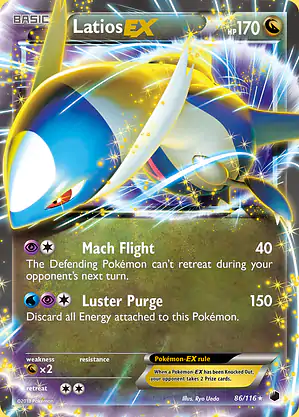 BASIC
Latios EX HP170
Mach Flight 40
The Defending Pokémon can't retreat during your
opponent's next turn.
Luster Purge 150
Discard all Energy attached to this Pokémon.
weakness resistance
×2
retreat
Pokémon-EX rule
When a Pokémon-EX has been Knocked Out,
your opponent takes 2 Prize cards.
©2013 Pokémon
Illus. Ryo Ueda
86/116 ★